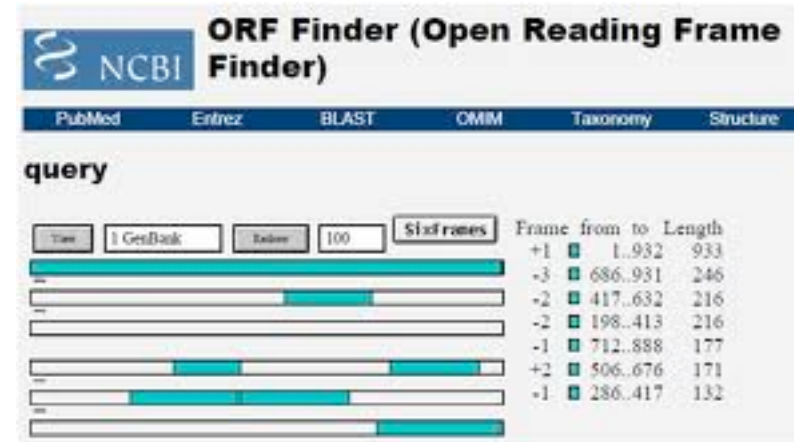 NCBI
ORF Finder (Open Reading Frame
Finder)
PubMed Entrez BLAST OMIM Taxonomy Structure
query
View 1 GenBank Redraw 100 SixFrames
Frame from to Length
+1 1..932 933
-3 686..931 246
-2 417..632 216
-2 198..413 216
-1 712..888 177
+2 506..676 171
-1 286..417 132